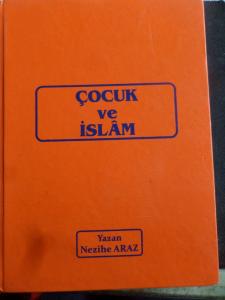 ÇOCUK
ve
İSLÂM
Yazan
Nezihe ARAZ